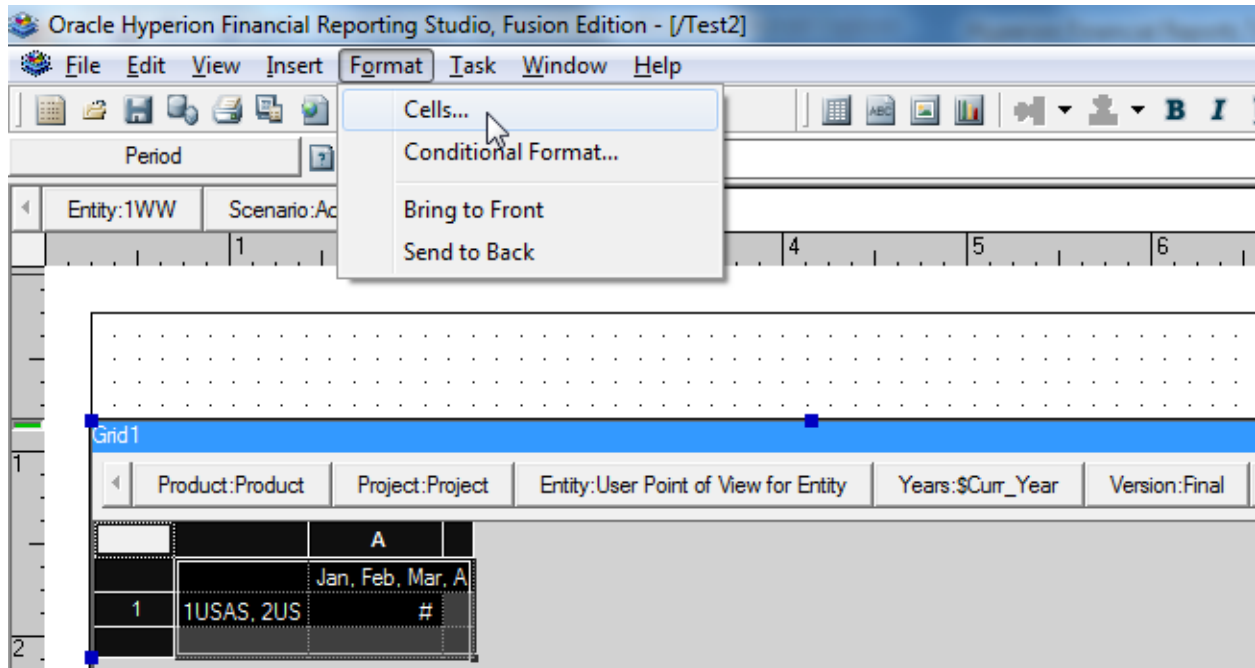 Oracle Hyperion Financial Reporting Studio, Fusion Edition - [/Test2]
File Edit View Insert Format Task Window Help
Cells...
ABC B I
Conditional Format...
Period ?
Bring to Front
Entity:1WW Scenario:Ac
Send to Back
1 4 5 6
Grid1
1
Product:Product Project:Project Entity:User Point of View for Entity Years:$Curr_Year Version:Final
A
Jan, Feb, Mar, A
1 1USAS, 2US #
2